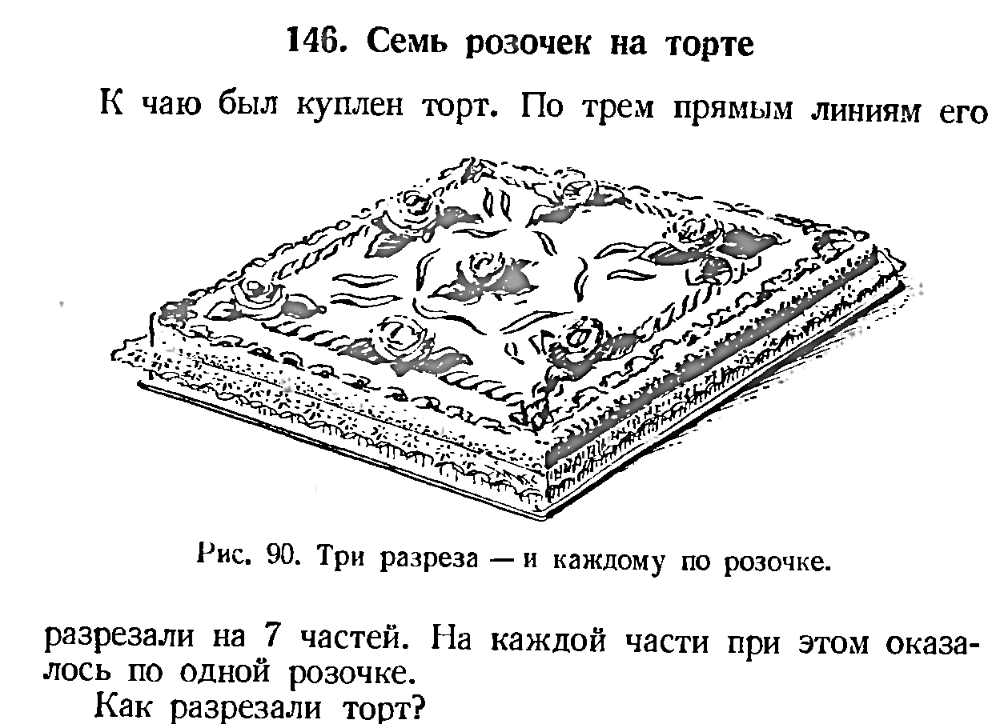 146. Семь розочек на торте
К чаю был куплен торт. По трем прямым линиям его
Рис. 90. Три разреза — и каждому по розочке.
разрезали на 7 частей. На каждой части при этом оказа-
лось по одной розочке.
Как разрезали торт?